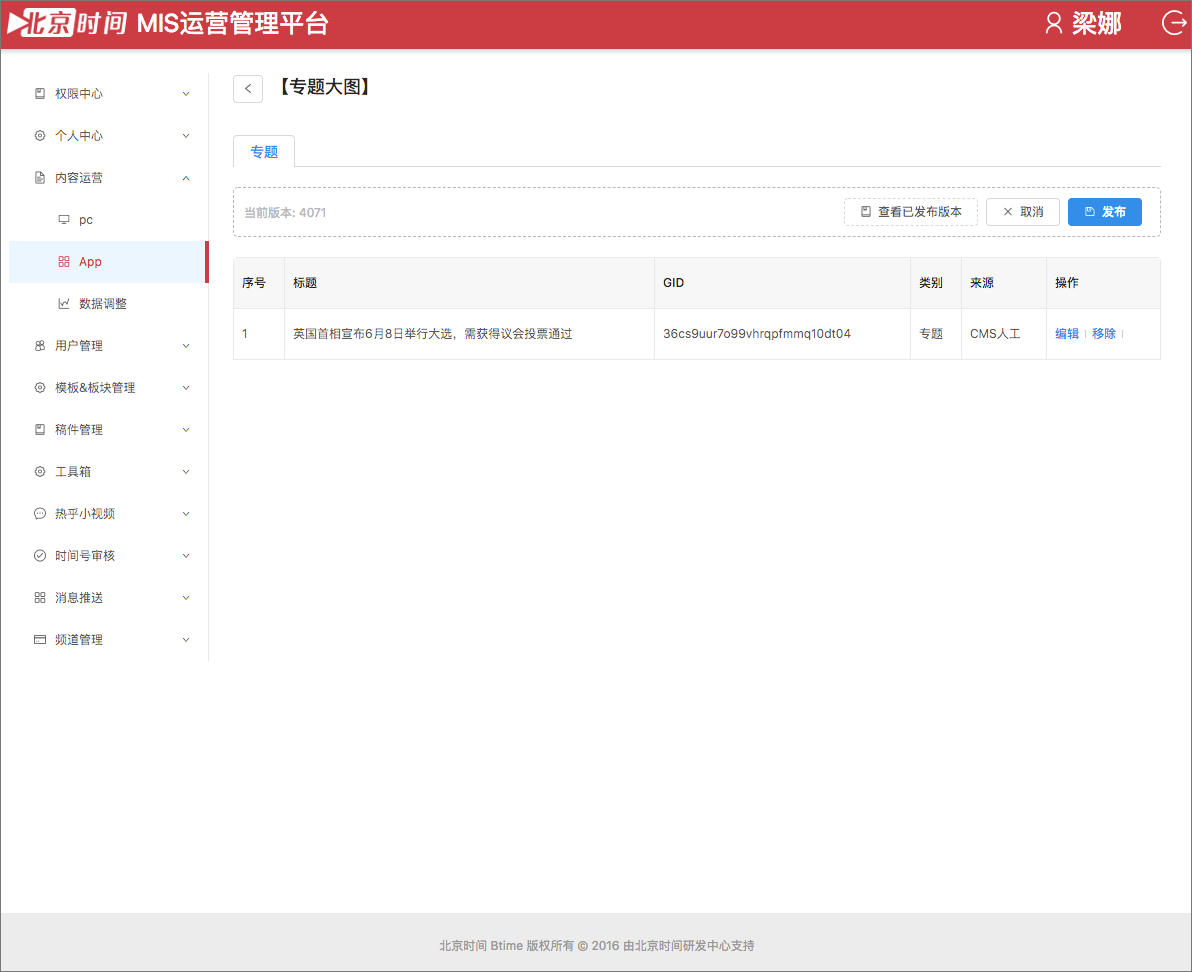 北京时间 MIS运营管理平台
梁娜
权限中心
个人中心
内容运营
pc
App
数据调整
用户管理
模板&板块管理
稿件管理
工具箱
热乎小视频
时间号审核
消息推送
频道管理
【专题大图】
专题
当前版本: 4071
查看已发布版本 取消 发布
序号 标题 GID 类别 来源 操作
1 英国首相宣布6月8日举行大选，需获得议会投票通过 36cs9uur7o99vhrqpfmmq10dt04 专题 CMS人工 编辑 移除
北京时间 Btime 版权所有 © 2016 由北京时间研发中心支持